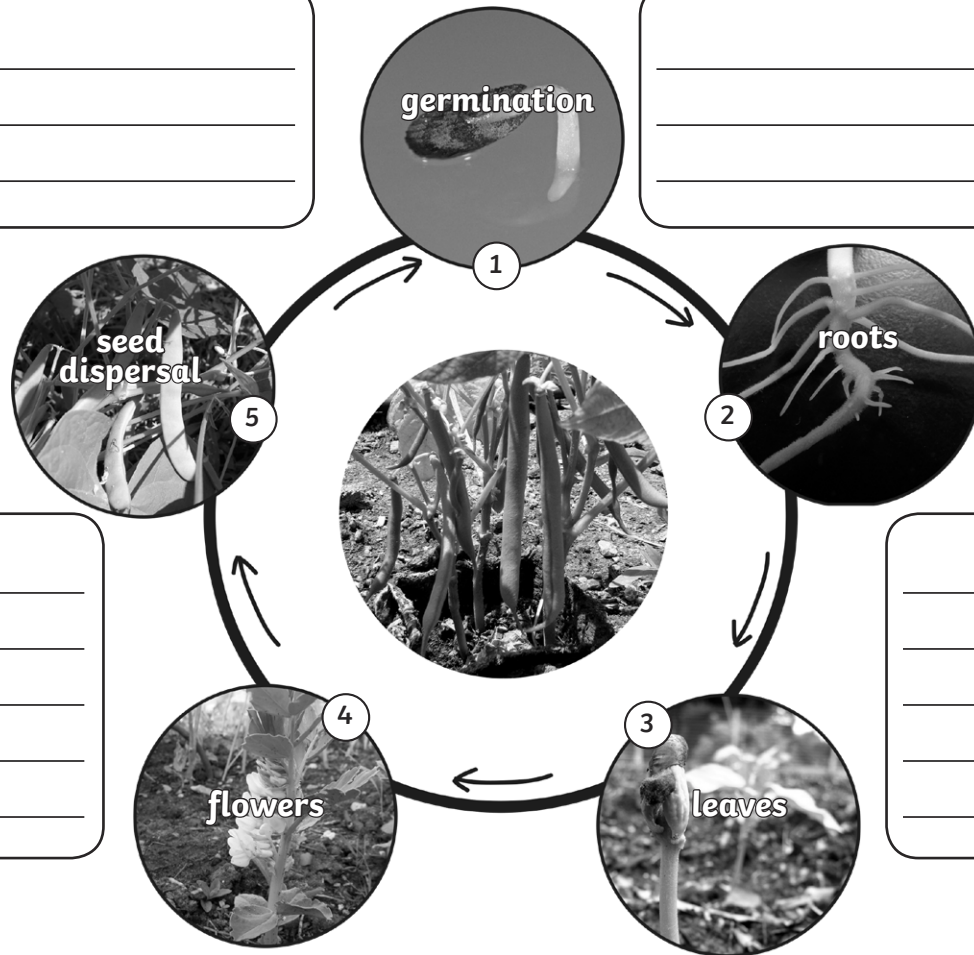 germination
1
roots
2
leaves
3
flowers
4
seed
dispersal
5